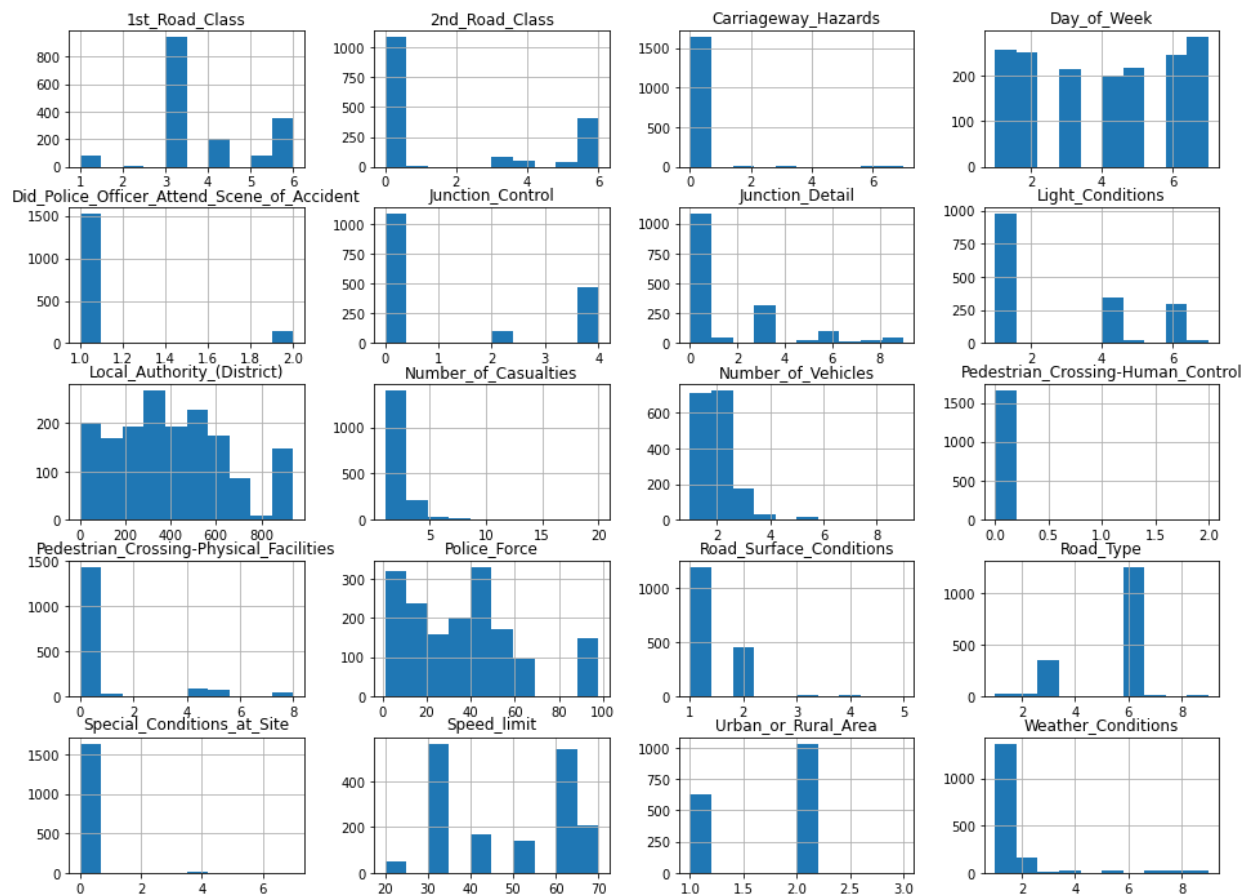 1st_Road_Class
800
600
400
200
0
1 2 3 4 5 6
2nd_Road_Class
1000
750
500
250
0
0 2 4 6
Carriageway_Hazards
1500
1000
500
0
0 2 4 6
Day_of_Week
200
100
0
2 4 6
Did_Police_Officer_Attend_Scene_of_Accident
1500
1000
500
0
1.0 1.2 1.4 1.6 1.8 2.0
Junction_Control
1000
750
500
250
0
0 1 2 3 4
Junction_Detail
1000
750
500
250
0
0 2 4 6 8
Light_Conditions
1000
750
500
250
0
2 4 6
Local_Authority_(District)
200
100
0
0 200 400 600 800
Number_of_Casualties
1000
500
0
5 10 15 20
Number_of_Vehicles
600
400
200
0
2 4 6 8
Pedestrian_Crossing-Human_Control
1500
1000
500
0
0.0 0.5 1.0 1.5 2.0
Pedestrian_Crossing-Physical_Facilities
1500
1000
500
0
0 2 4 6 8
Police_Force
300
200
100
0
0 20 40 60 80 100
Road_Surface_Conditions
1000
500
0
1 2 3 4 5
Road_Type
1000
500
0
2 4 6 8
Special_Conditions_at_Site
1500
1000
500
0
0 2 4 6
Speed_limit
400
200
0
20 30 40 50 60 70
Urban_or_Rural_Area
1000
750
500
250
0
1.0 1.5 2.0 2.5 3.0
Weather_Conditions
1000
500
0
2 4 6 8